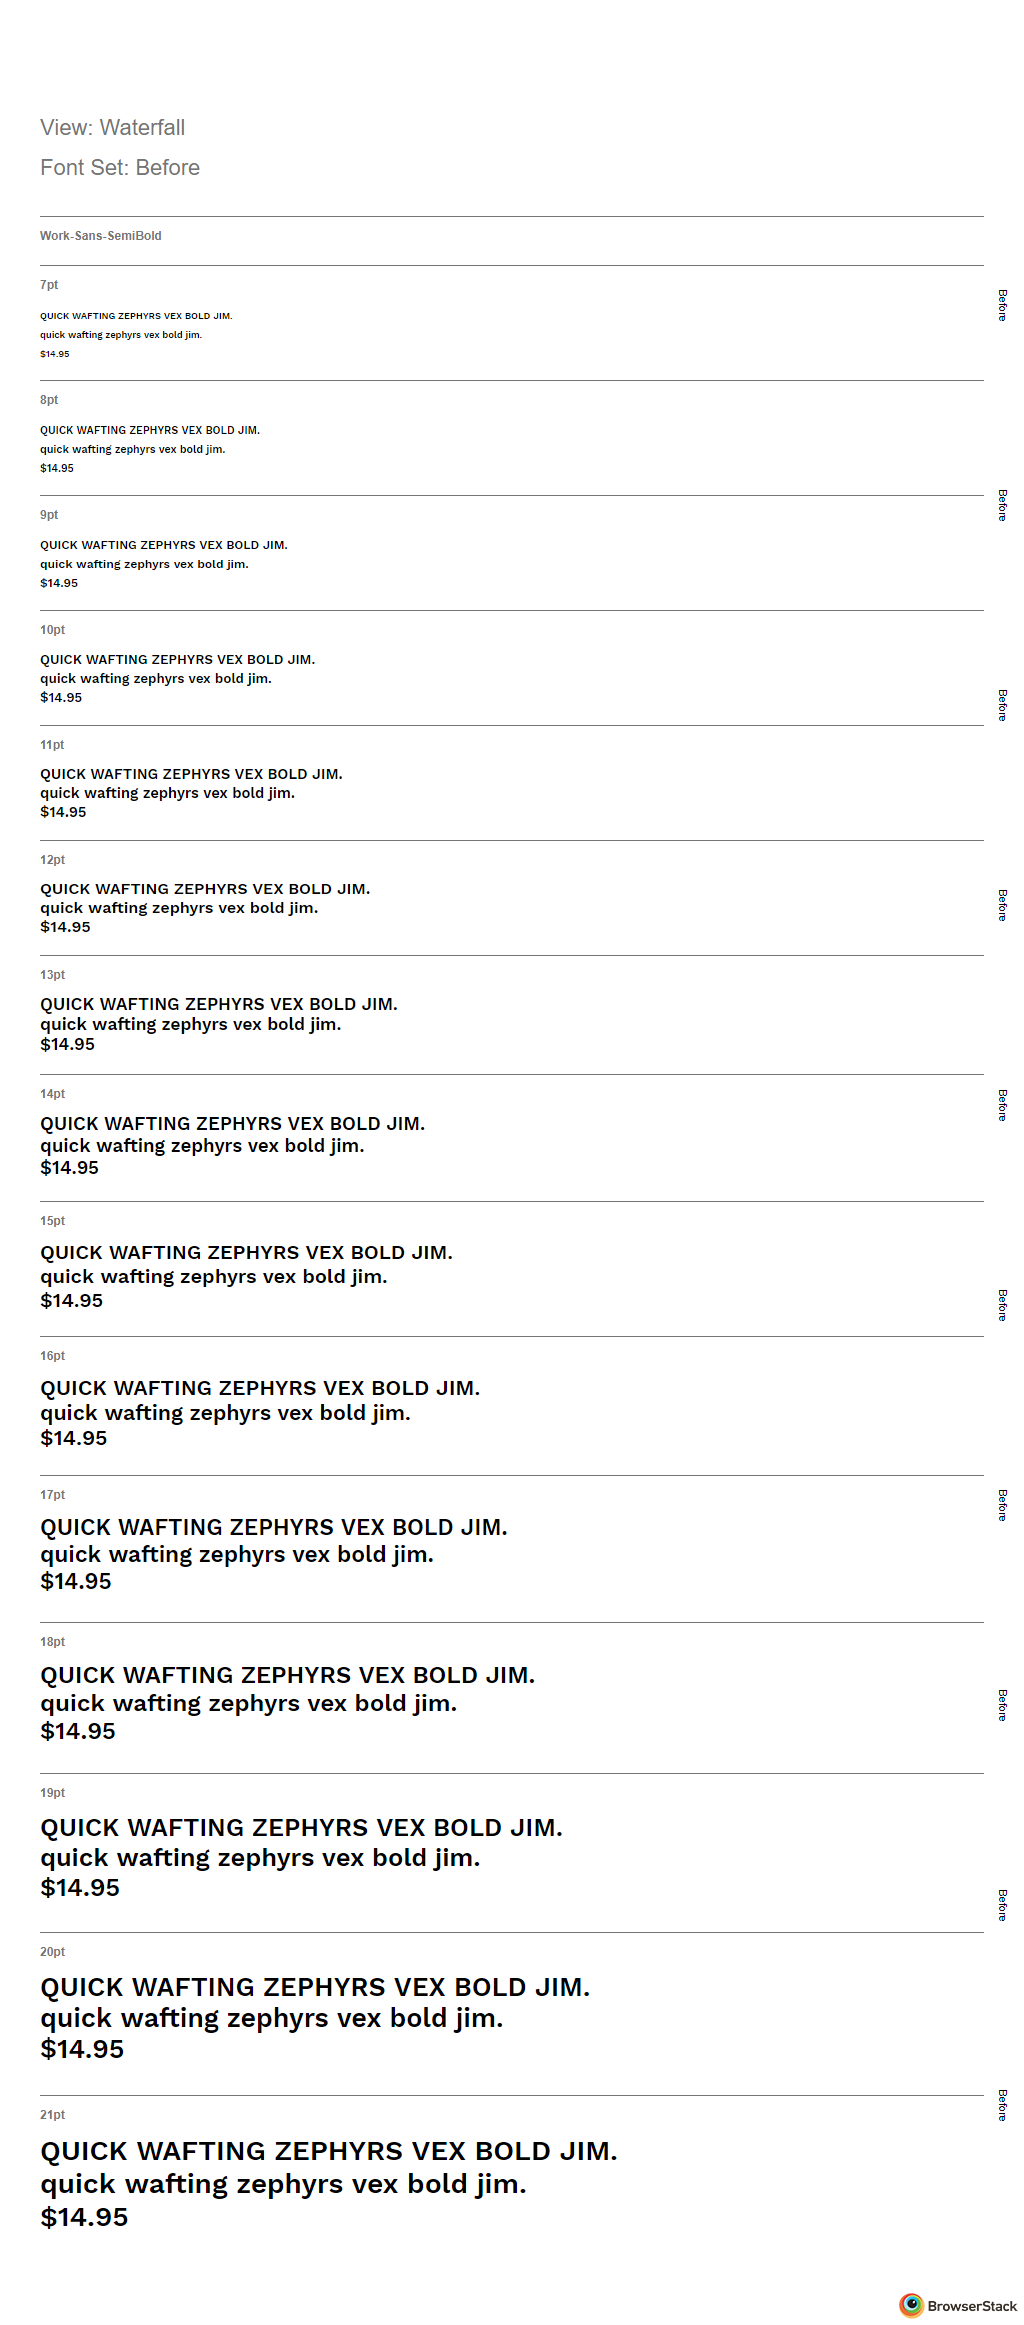 View: Waterfall
Font Set: Before
Work-Sans-SemiBold
7pt
QUICK WAFTING ZEPHYRS VEX BOLD JIM.
quick wafting zephyrs vex bold jim.
$14.95
Before
8pt
QUICK WAFTING ZEPHYRS VEX BOLD JIM.
quick wafting zephyrs vex bold jim.
$14.95
Before
9pt
QUICK WAFTING ZEPHYRS VEX BOLD JIM.
quick wafting zephyrs vex bold jim.
$14.95
10pt
QUICK WAFTING ZEPHYRS VEX BOLD JIM.
quick wafting zephyrs vex bold jim.
$14.95
Before
11pt
QUICK WAFTING ZEPHYRS VEX BOLD JIM.
quick wafting zephyrs vex bold jim.
$14.95
12pt
QUICK WAFTING ZEPHYRS VEX BOLD JIM.
quick wafting zephyrs vex bold jim.
$14.95
Before
13pt
QUICK WAFTING ZEPHYRS VEX BOLD JIM.
quick wafting zephyrs vex bold jim.
$14.95
14pt
QUICK WAFTING ZEPHYRS VEX BOLD JIM.
quick wafting zephyrs vex bold jim.
$14.95
Before
15pt
QUICK WAFTING ZEPHYRS VEX BOLD JIM.
quick wafting zephyrs vex bold jim.
$14.95
Before
16pt
QUICK WAFTING ZEPHYRS VEX BOLD JIM.
quick wafting zephyrs vex bold jim.
$14.95
17pt
QUICK WAFTING ZEPHYRS VEX BOLD JIM.
quick wafting zephyrs vex bold jim.
$14.95
Before
18pt
QUICK WAFTING ZEPHYRS VEX BOLD JIM.
quick wafting zephyrs vex bold jim.
$14.95
Before
19pt
QUICK WAFTING ZEPHYRS VEX BOLD JIM.
quick wafting zephyrs vex bold jim.
$14.95
Before
20pt
QUICK WAFTING ZEPHYRS VEX BOLD JIM.
quick wafting zephyrs vex bold jim.
$14.95
Before
21pt
QUICK WAFTING ZEPHYRS VEX BOLD JIM.
quick wafting zephyrs vex bold jim.
$14.95
BrowserStack